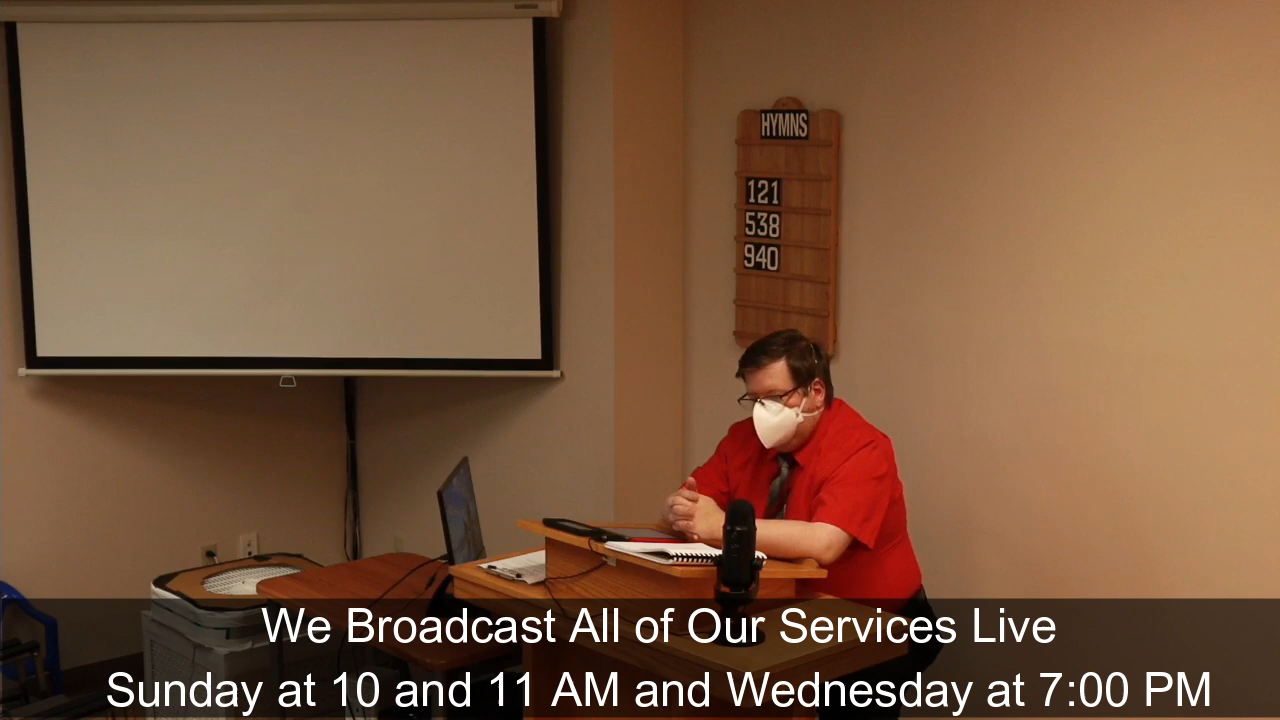 HYMNS
121
538
940
We Broadcast All of Our Services Live
Sunday at 10 and 11 AM and Wednesday at 7:00 PM